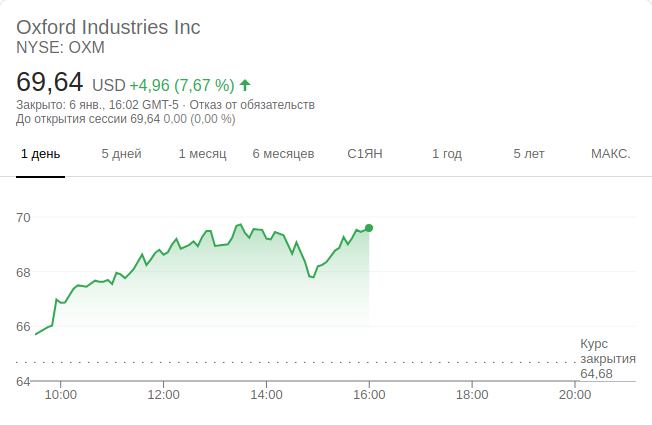 Oxford Industries Inc
NYSE: OXM
69,64 USD +4,96 (7,67 %)
Закрыто: 6 янв., 16:02 GMT-5 · Отказ от обязательств
До открытия сессии 69,64 0,00 (0,00 %)
1 день 5 дней 1 месяц 6 месяцев С1ЯН 1 год 5 лет МАКС.
70
68
66
Курс
закрытия
64,68
64
10:00 12:00 14:00 16:00 18:00 20:00